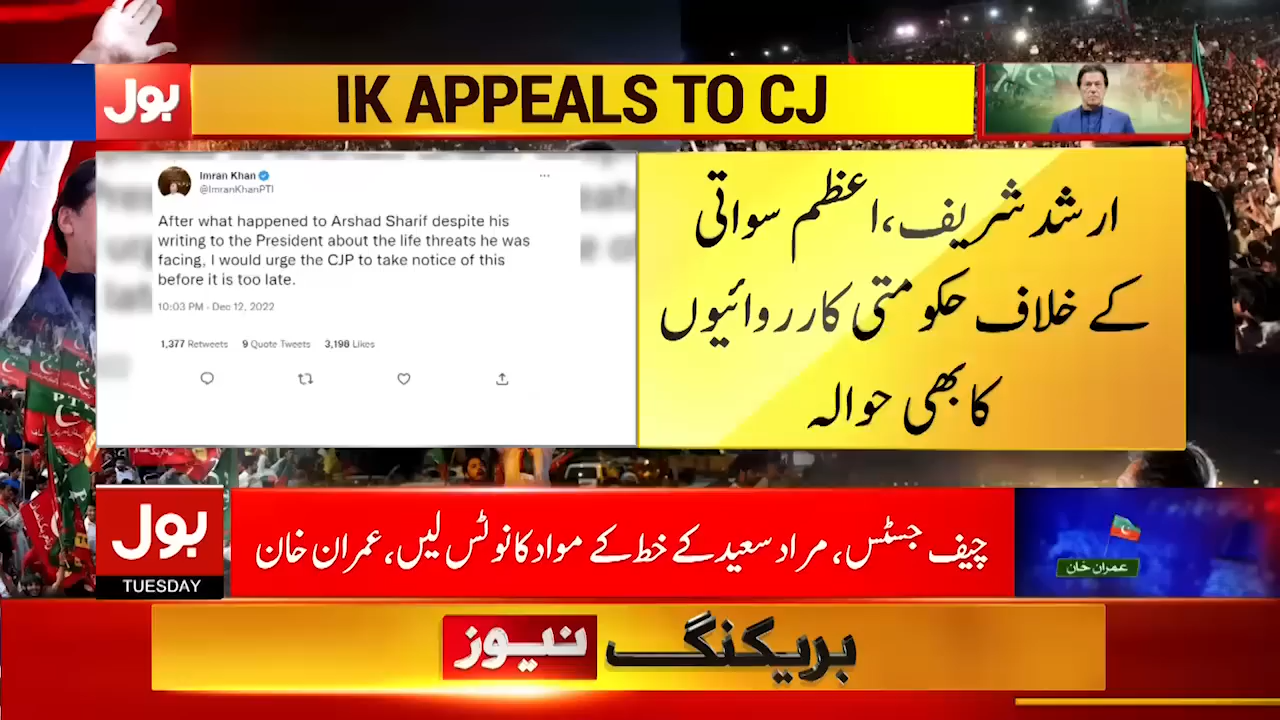 بول
IK APPEALS TO CJ
Imran Khan
@ImranKhanPTI
After what happened to Arshad Sharif despite his
writing to the President about the life threats he was
facing, I would urge the CJP to take notice of this
before it is too late.
10:03 PM - Dec 12, 2022
1,377 Retweets 9 Quote Tweets 3,198 Likes
ارشد شریف، اعظم سواتی
کے خلاف حکومتی کارروائیوں
کا بھی حوالہ
بول
TUESDAY
چیف جسٹس، مراد سعید کے خط کے مواد کا نوٹس لیں، عمران خان
عمران خان
بریکنگ نیوز